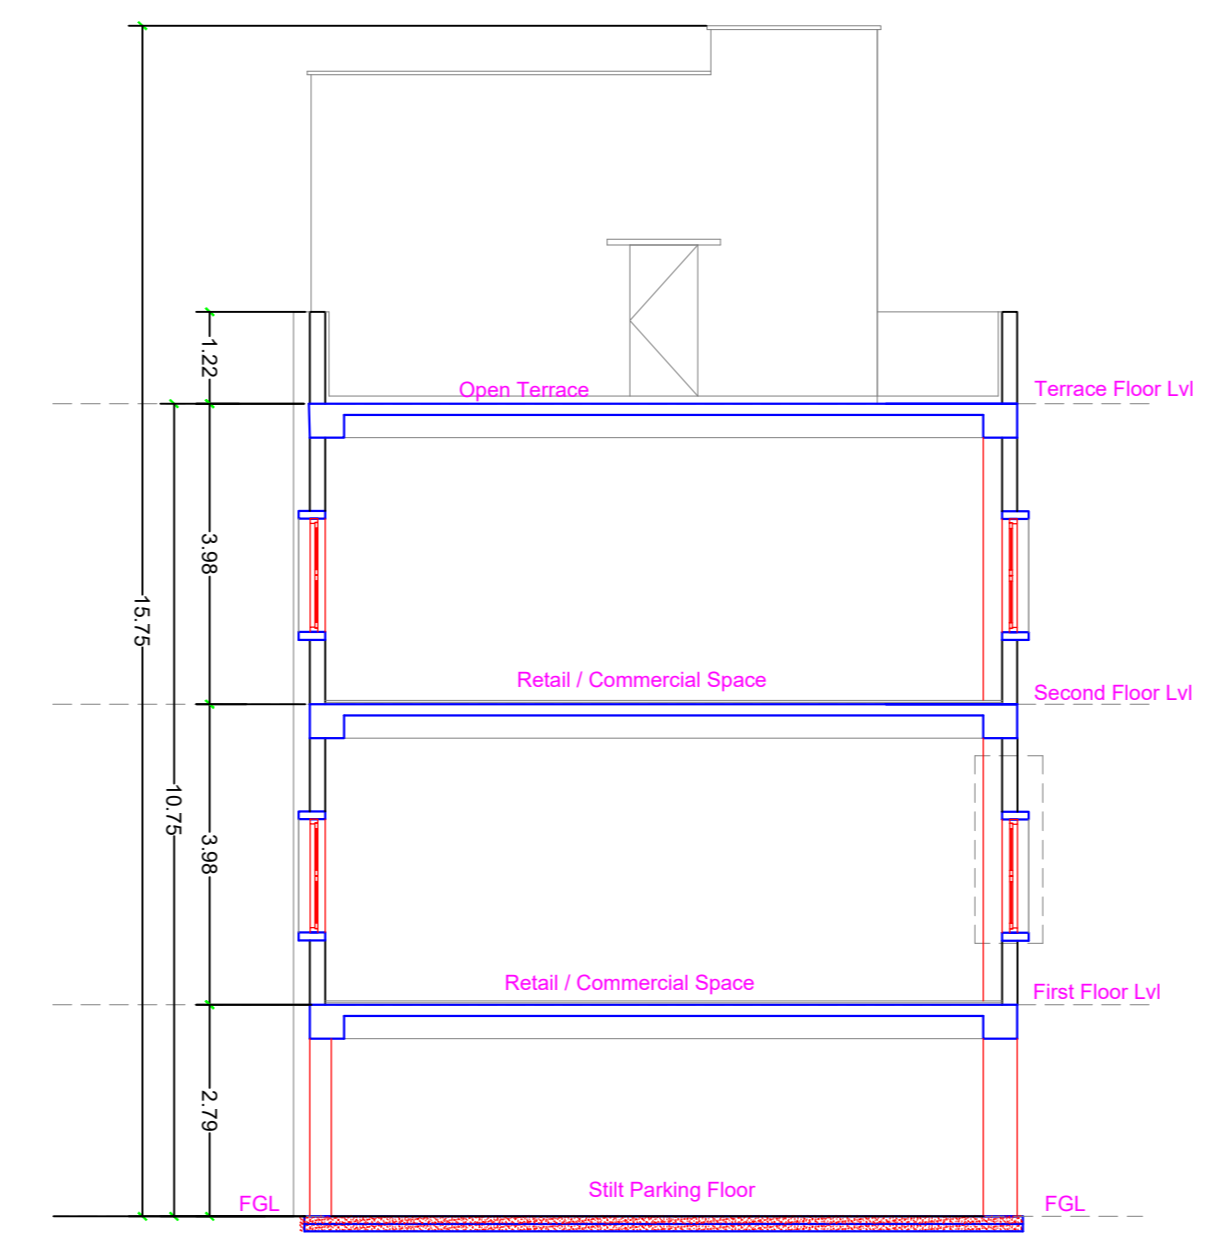 1.22
Open Terrace
Terrace Floor Lvl
3.98
15.75
Retail / Commercial Space
Second Floor Lvl
10.75
3.98
Retail / Commercial Space
First Floor Lvl
2.79
Stilt Parking Floor
FGL
FGL